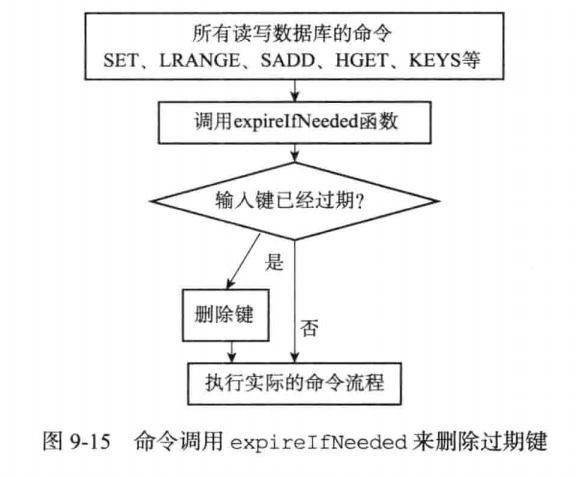 所有读写数据库的命令
SET、LRANGE、SADD、HGET、KEYS等
调用expireIfNeeded函数
输入键已经过期？
是
删除键
否
执行实际的命令流程
图 9-15 命令调用 expireIfNeeded 来删除过期键